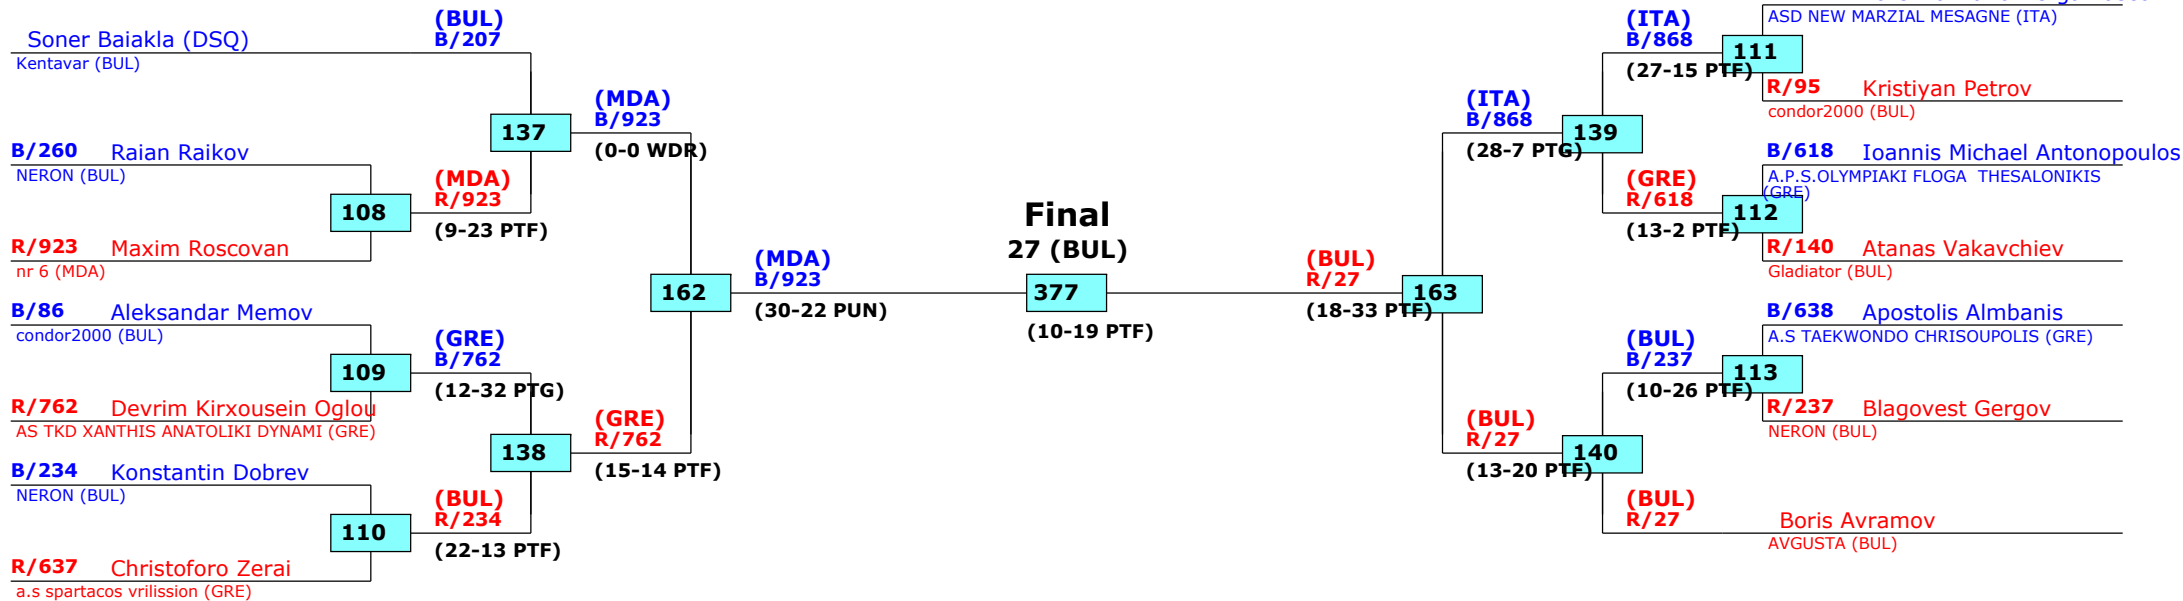 (BUL)
B/207
Soner Baiakla (DSQ)
Kentavar (BUL)
137
(MDA)
B/923
(0-0 WDR)
B/260 Raian Raikov
NERON (BUL)
108
(MDA)
R/923
(9-23 PTF)
R/923 Maxim Roscovan
nr 6 (MDA)
162
(MDA)
B/923
(30-22 PUN)
B/86 Aleksandar Memov
condor2000 (BUL)
109
(GRE)
B/762
(12-32 PTG)
R/762 Devrim Kirxousein Oglou
AS TKD XANTHIS ANATOLIKI DYNAMI (GRE)
138
(GRE)
R/762
(15-14 PTF)
B/234 Konstantin Dobrev
NERON (BUL)
110
(BUL)
R/234
(22-13 PTF)
R/637 Christoforo Zerai
a.s spartacos vrilission (GRE)
Final
27 (BUL)
377
(10-19 PTF)
(BUL)
R/27
163
(18-33 PTF)
(ITA)
B/868
139
(28-7 PTG)
(ITA)
B/868
111
(27-15 PTF)
ASD NEW MARZIAL MESAGNE (ITA)
R/95 Kristiyan Petrov
condor2000 (BUL)
B/618 Ioannis Michael Antonopoulos
A.P.S.OLYMPIAKI FLOGA THESALONIKIS
(GRE)
(GRE)
R/618
112
(13-2 PTF)
R/140 Atanas Vakavchiev
Gladiator (BUL)
B/638 Apostolis Almbanis
A.S TAEKWONDO CHRISOUPOLIS (GRE)
(BUL)
B/237
113
(10-26 PTF)
R/237 Blagovest Gergov
NERON (BUL)
(BUL)
R/27
140
(13-20 PTF)
(BUL)
R/27
Boris Avramov
AVGUSTA (BUL)